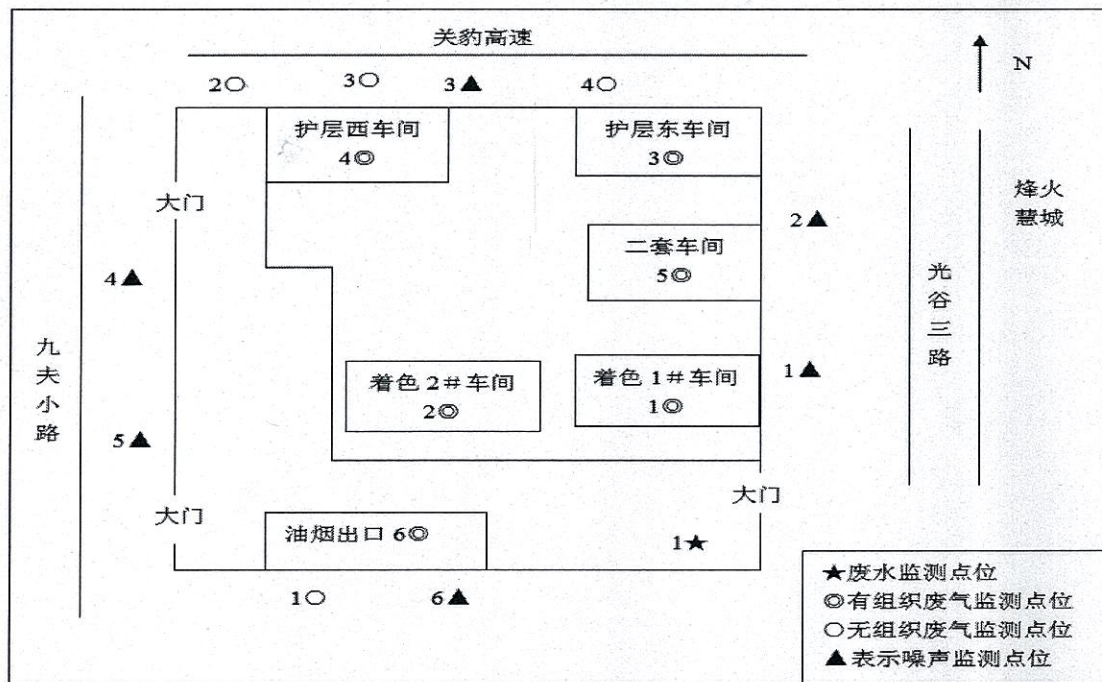 关豹高速
N
2○
3○
3▲
4○
护层西车间
4◎
护层东车间
3◎
烽火
慧城
大门
2▲
二套车间
5◎
4▲
光谷三路
九夫小路
着色2#车间
2◎
着色1#车间
1◎
1▲
5▲
大门
大门
油烟出口6◎
1★
1○
6▲
★废水监测点位
◎有组织废气监测点位
○无组织废气监测点位
▲表示噪声监测点位